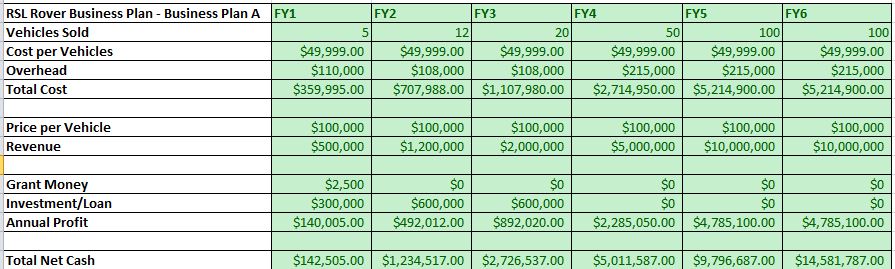 RSL Rover Business Plan - Business Plan A FY1 FY2 FY3 FY4 FY5 FY6
Vehicles Sold 5 12 20 50 100 100
Cost per Vehicles $49,999.00 $49,999.00 $49,999.00 $49,999.00 $49,999.00 $49,999.00
Overhead $110,000 $108,000 $108,000 $215,000 $215,000 $215,000
Total Cost $359,995.00 $707,988.00 $1,107,980.00 $2,714,950.00 $5,214,900.00 $5,214,900.00
Price per Vehicle $100,000 $100,000 $100,000 $100,000 $100,000 $100,000
Revenue $500,000 $1,200,000 $2,000,000 $5,000,000 $10,000,000 $10,000,000
Grant Money $2,500 $0 $0 $0 $0 $0
Investment/Loan $300,000 $600,000 $600,000 $0 $0 $0
Annual Profit $140,005.00 $492,012.00 $892,020.00 $2,285,050.00 $4,785,100.00 $4,785,100.00
Total Net Cash $142,505.00 $1,234,517.00 $2,726,537.00 $5,011,587.00 $9,796,687.00 $14,581,787.00